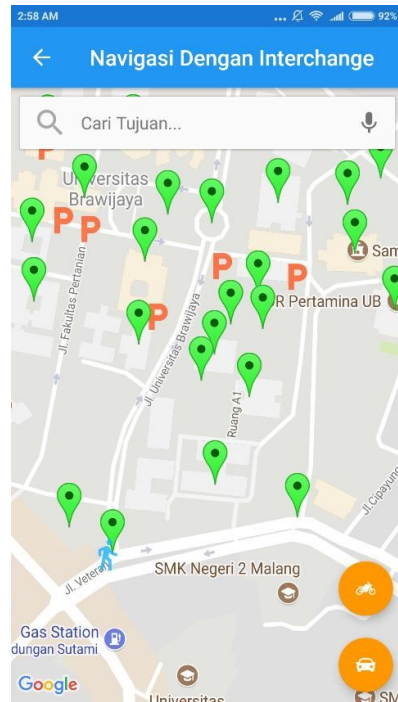 2:58 AM
... 92%
Navigasi Dengan Interchange
Cari Tujuan...
Universitas
Brawijaya
P
P
P
P
P
P
Sam
R Pertamina UB
Jl. Fakultas Pertanian
Jl. Universitas Brawijaya
Ruang A1
Jl. Cipayung
Jl. Veteran
SMK Negeri 2 Malang
Gas Station
dungan Sutami
Google
Universitas
SM